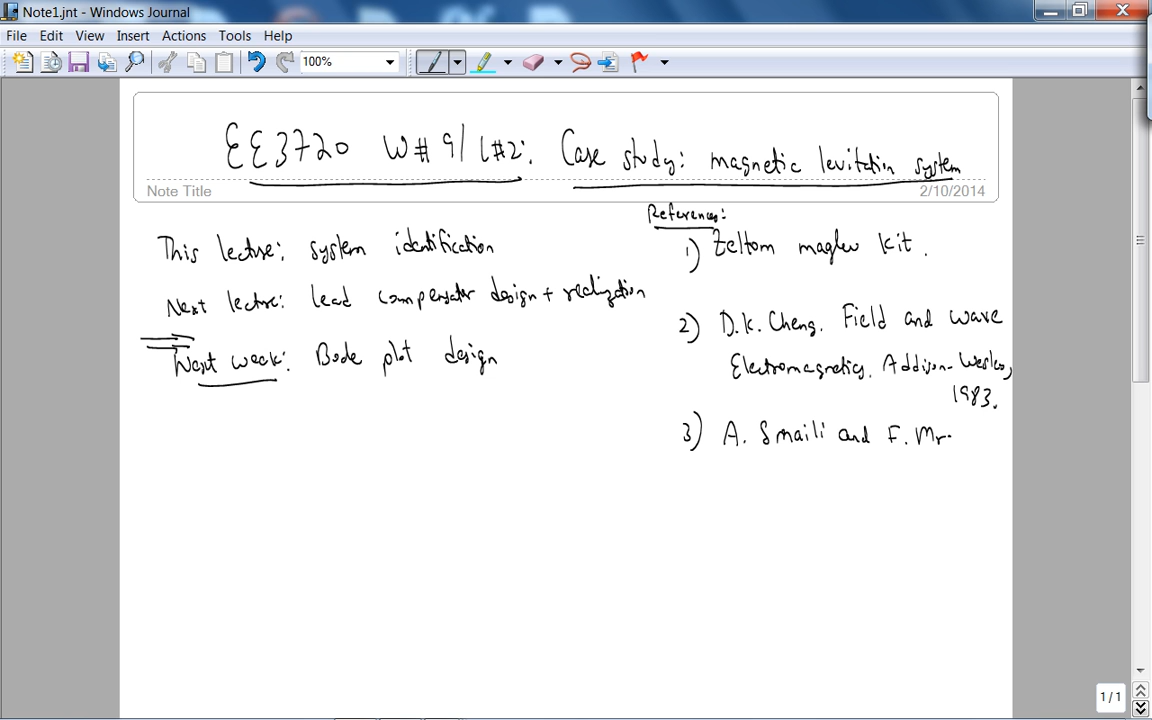 Note1.jnt - Windows Journal
File Edit View Insert Actions Tools Help
100%
EE3720 W# 9/ L#2: Case study: magnetic levitation system
Note Title
2/10/2014
This lecture: system identification
Next lecture: lead compensator design + realization
Next week: Bode plot design
References:
1) Zeltom maglev kit.
2) D.K. Cheng. Field and wave
Electromagnetics. Addison-Wesley,
1983.
3) A. Smaili and F. Mr
1 / 1